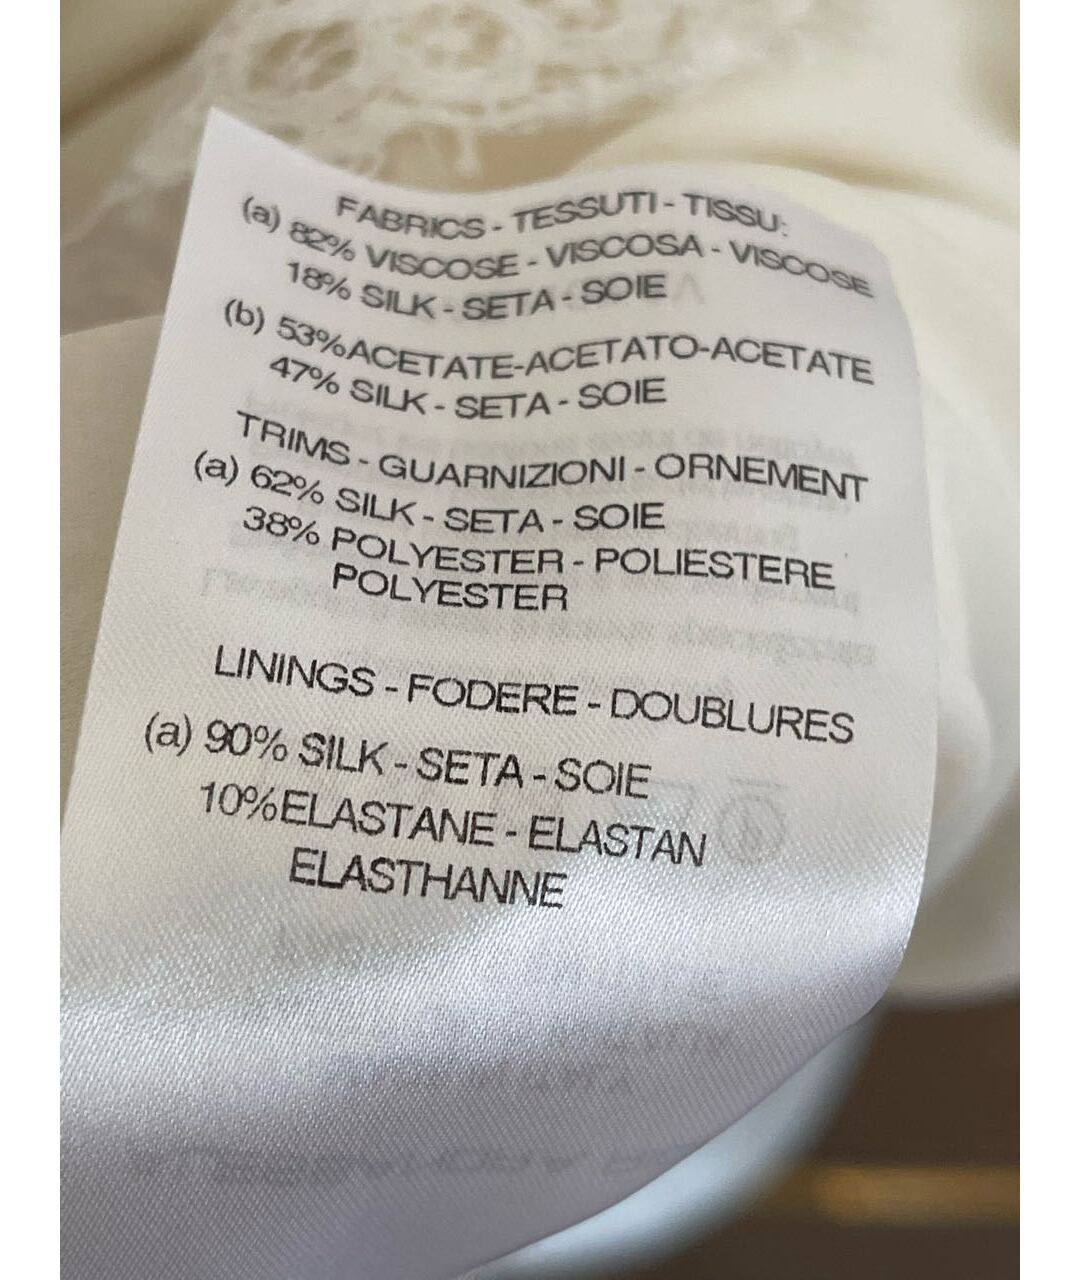 FABRICS - TESSUTI - TISSU:
(a) 82% VISCOSE - VISCOSA - VISCOSE
18% SILK - SETA - SOIE
(b) 53%ACETATE-ACETATO-ACETATE
47% SILK - SETA - SOIE
TRIMS - GUARNIZIONI - ORNEMENT
(a) 62% SILK - SETA - SOIE
38% POLYESTER - POLIESTERE
POLYESTER
LININGS - FODERE - DOUBLURES
(a) 90% SILK - SETA - SOIE
10%ELASTANE - ELASTAN
ELASTHANNE